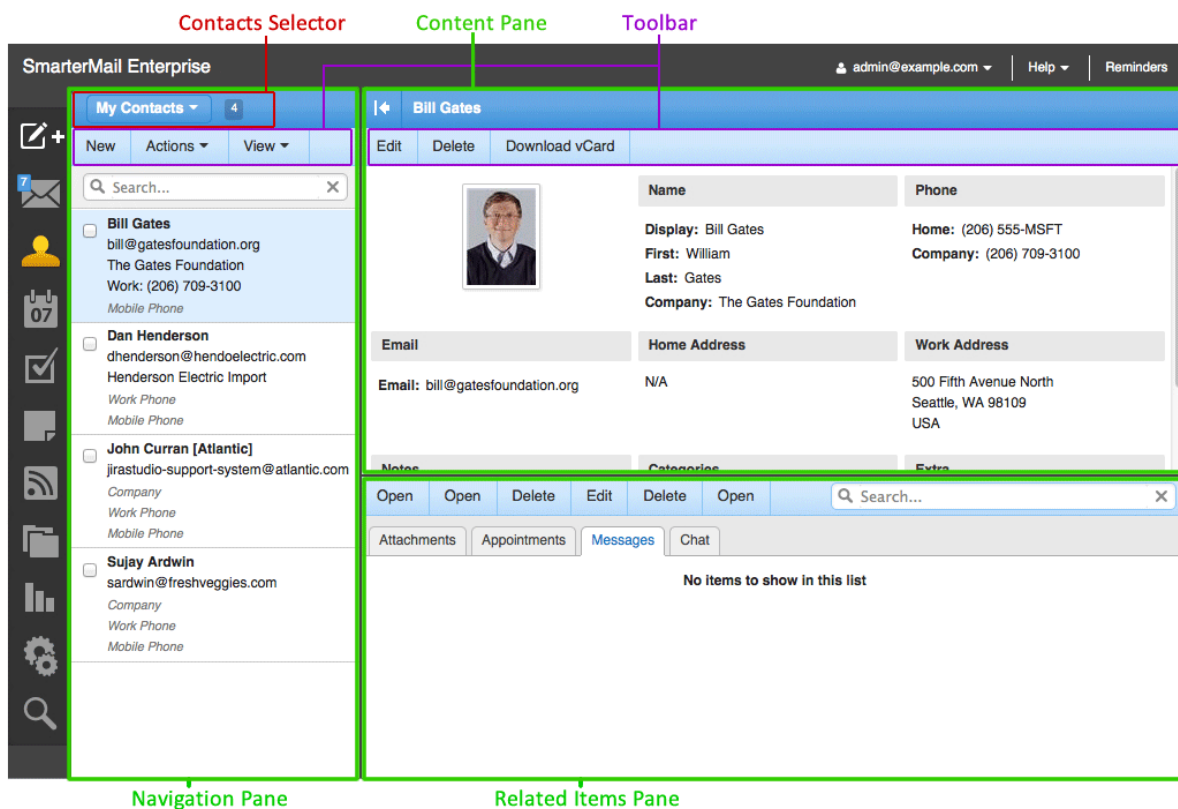 Contacts Selector
Content Pane
Toolbar
SmarterMail Enterprise
admin@example.com
Help
Reminders
My Contacts
4
Bill Gates
New
Actions
View
Edit
Delete
Download vCard
7
07
Search...
Bill Gates
bill@gatesfoundation.org
The Gates Foundation
Work: (206) 709-3100
Mobile Phone
Dan Henderson
dhenderson@hendoelectric.com
Henderson Electric Import
Work Phone
Mobile Phone
John Curran [Atlantic]
jirastudio-support-system@atlantic.com
Company
Work Phone
Mobile Phone
Sujay Ardwin
sardwin@freshveggies.com
Company
Work Phone
Mobile Phone
Name
Display: Bill Gates
First: William
Last: Gates
Company: The Gates Foundation
Phone
Home: (206) 555-MSFT
Company: (206) 709-3100
Email
Email: bill@gatesfoundation.org
Home Address
N/A
Work Address
500 Fifth Avenue North
Seattle, WA 98109
USA
Notes
Categories
Extra
Open
Open
Delete
Edit
Delete
Open
Search...
Attachments
Appointments
Messages
Chat
No items to show in this list
Navigation Pane
Related Items Pane